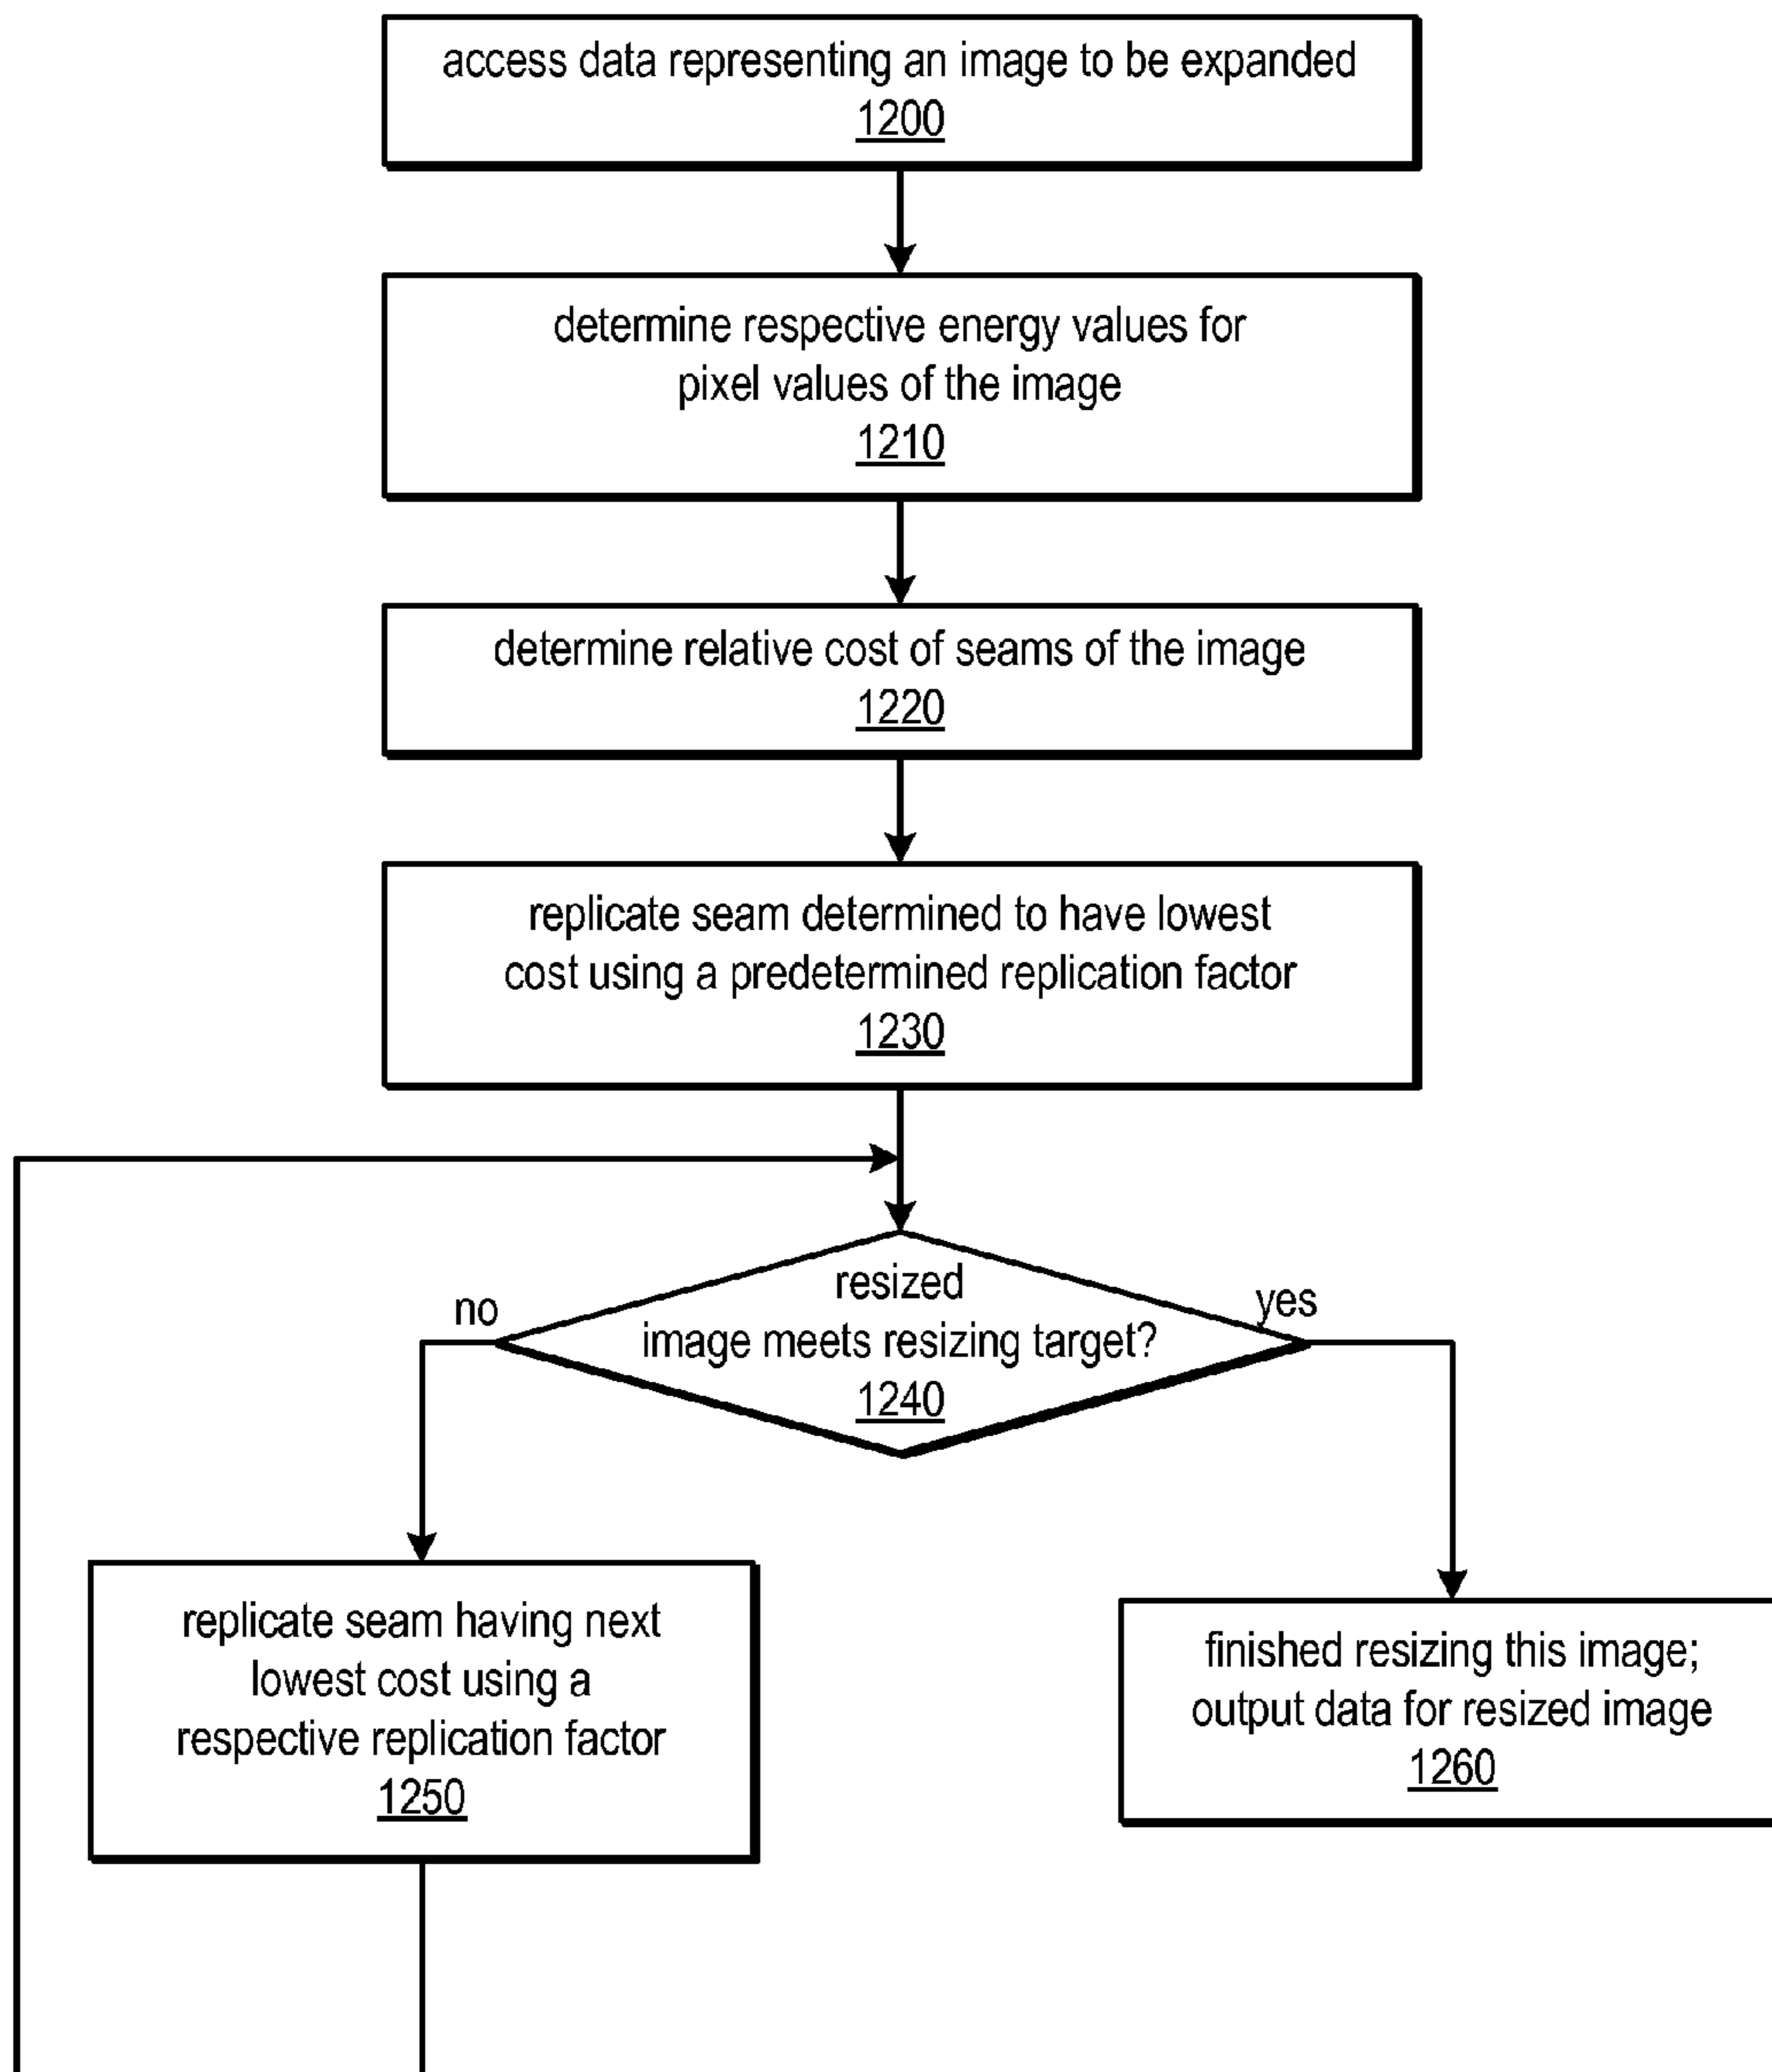 access data representing an image to be expanded
1200
determine respective energy values for
pixel values of the image
1210
determine relative cost of seams of the image
1220
replicate seam determined to have lowest
cost using a predetermined replication factor
1230
resized
image meets resizing target?
1240
no
yes
replicate seam having next
lowest cost using a
respective replication factor
1250
finished resizing this image;
output data for resized image
1260